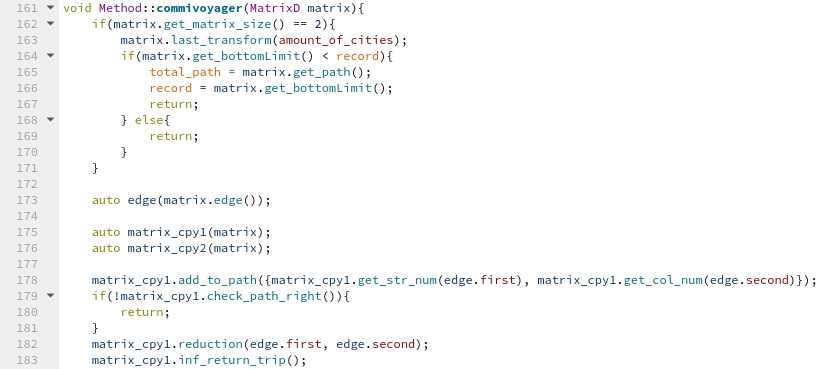 161 void Method::commivoyager(MatrixD matrix){
162     if(matrix.get_matrix_size() == 2){
163         matrix.last_transform(amount_of_cities);
164         if(matrix.get_bottomLimit() < record){
165             total_path = matrix.get_path();
166             record = matrix.get_bottomLimit();
167             return;
168         } else{
169             return;
170         }
171     }
172
173     auto edge(matrix.edge());
174
175     auto matrix_cpy1(matrix);
176     auto matrix_cpy2(matrix);
177
178     matrix_cpy1.add_to_path({matrix_cpy1.get_str_num(edge.first), matrix_cpy1.get_col_num(edge.second)});
179     if(!matrix_cpy1.check_path_right()){
180         return;
181     }
182     matrix_cpy1.reduction(edge.first, edge.second);
183     matrix_cpy1.inf_return_trip();